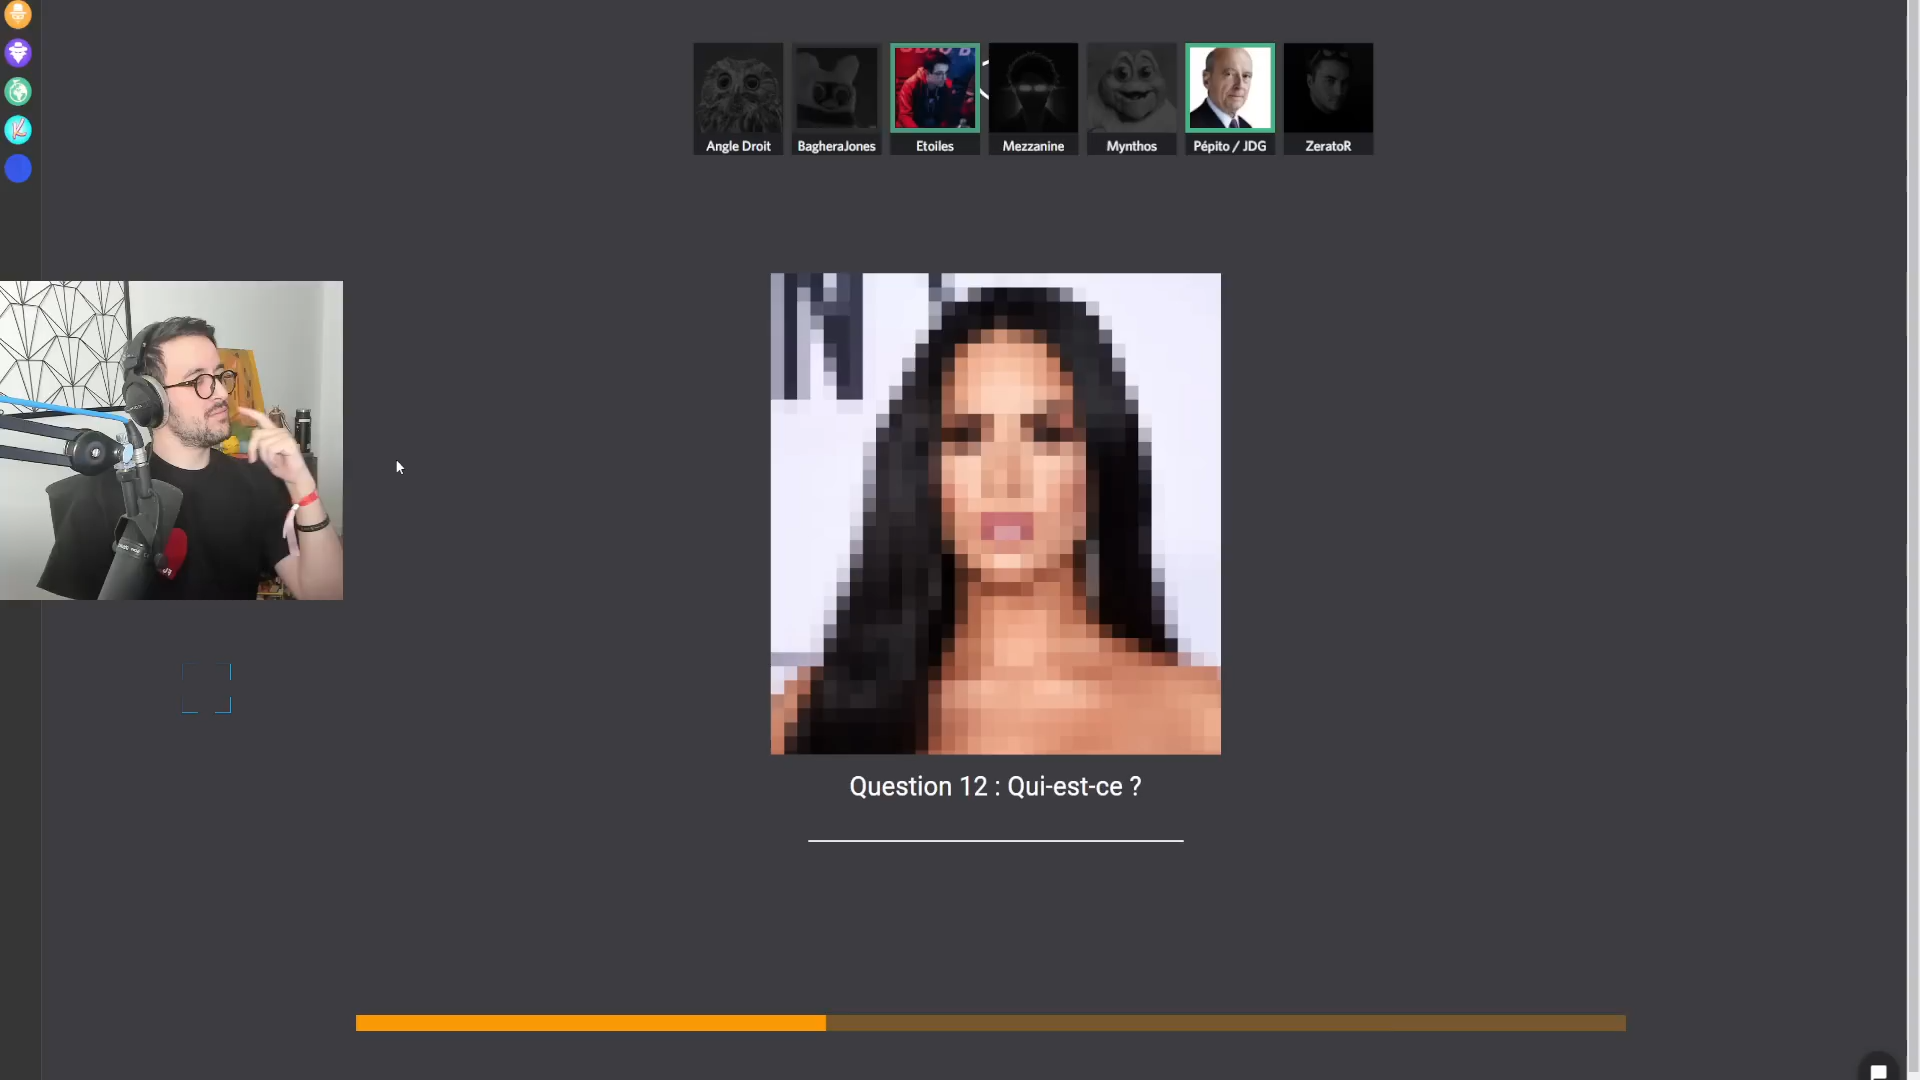 Angle Droit
BagheraJones
Etoiles
Mezzanine
Mynthos
Pépito / JDG
ZeratoR
N
Question 12 : Qui-est-ce ?